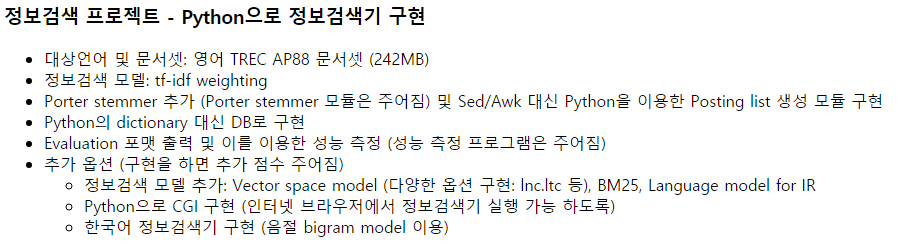 정보검색 프로젝트 - Python으로 정보검색기 구현
대상언어 및 문서셋: 영어 TREC AP88 문서셋 (242MB)
정보검색 모델: tf-idf weighting
Porter stemmer 추가 (Porter stemmer 모듈은 주어짐) 및 Sed/Awk 대신 Python을 이용한 Posting list 생성 모듈 구현
Python의 dictionary 대신 DB로 구현
Evaluation 포맷 출력 및 이를 이용한 성능 측정 (성능 측정 프로그램은 주어짐)
추가 옵션 (구현을 하면 추가 점수 주어짐)
정보검색 모델 추가: Vector space model (다양한 옵션 구현: lnc.ltc 등), BM25, Language model for IR
Python으로 CGI 구현 (인터넷 브라우저에서 정보검색기 실행 가능 하도록)
한국어 정보검색기 구현 (음절 bigram model 이용)